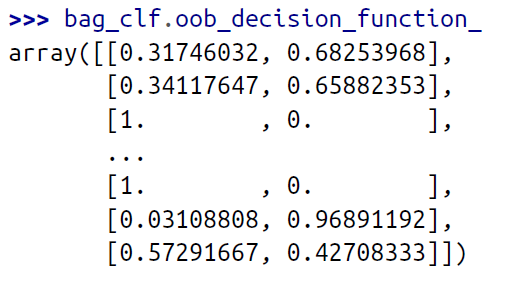 >>> bag_clf.oob_decision_function_
array([[0.31746032, 0.68253968],
       [0.34117647, 0.65882353],
       [1.        , 0.        ],
       ...
       [1.        , 0.        ],
       [0.03108808, 0.96891192],
       [0.57291667, 0.42708333]])